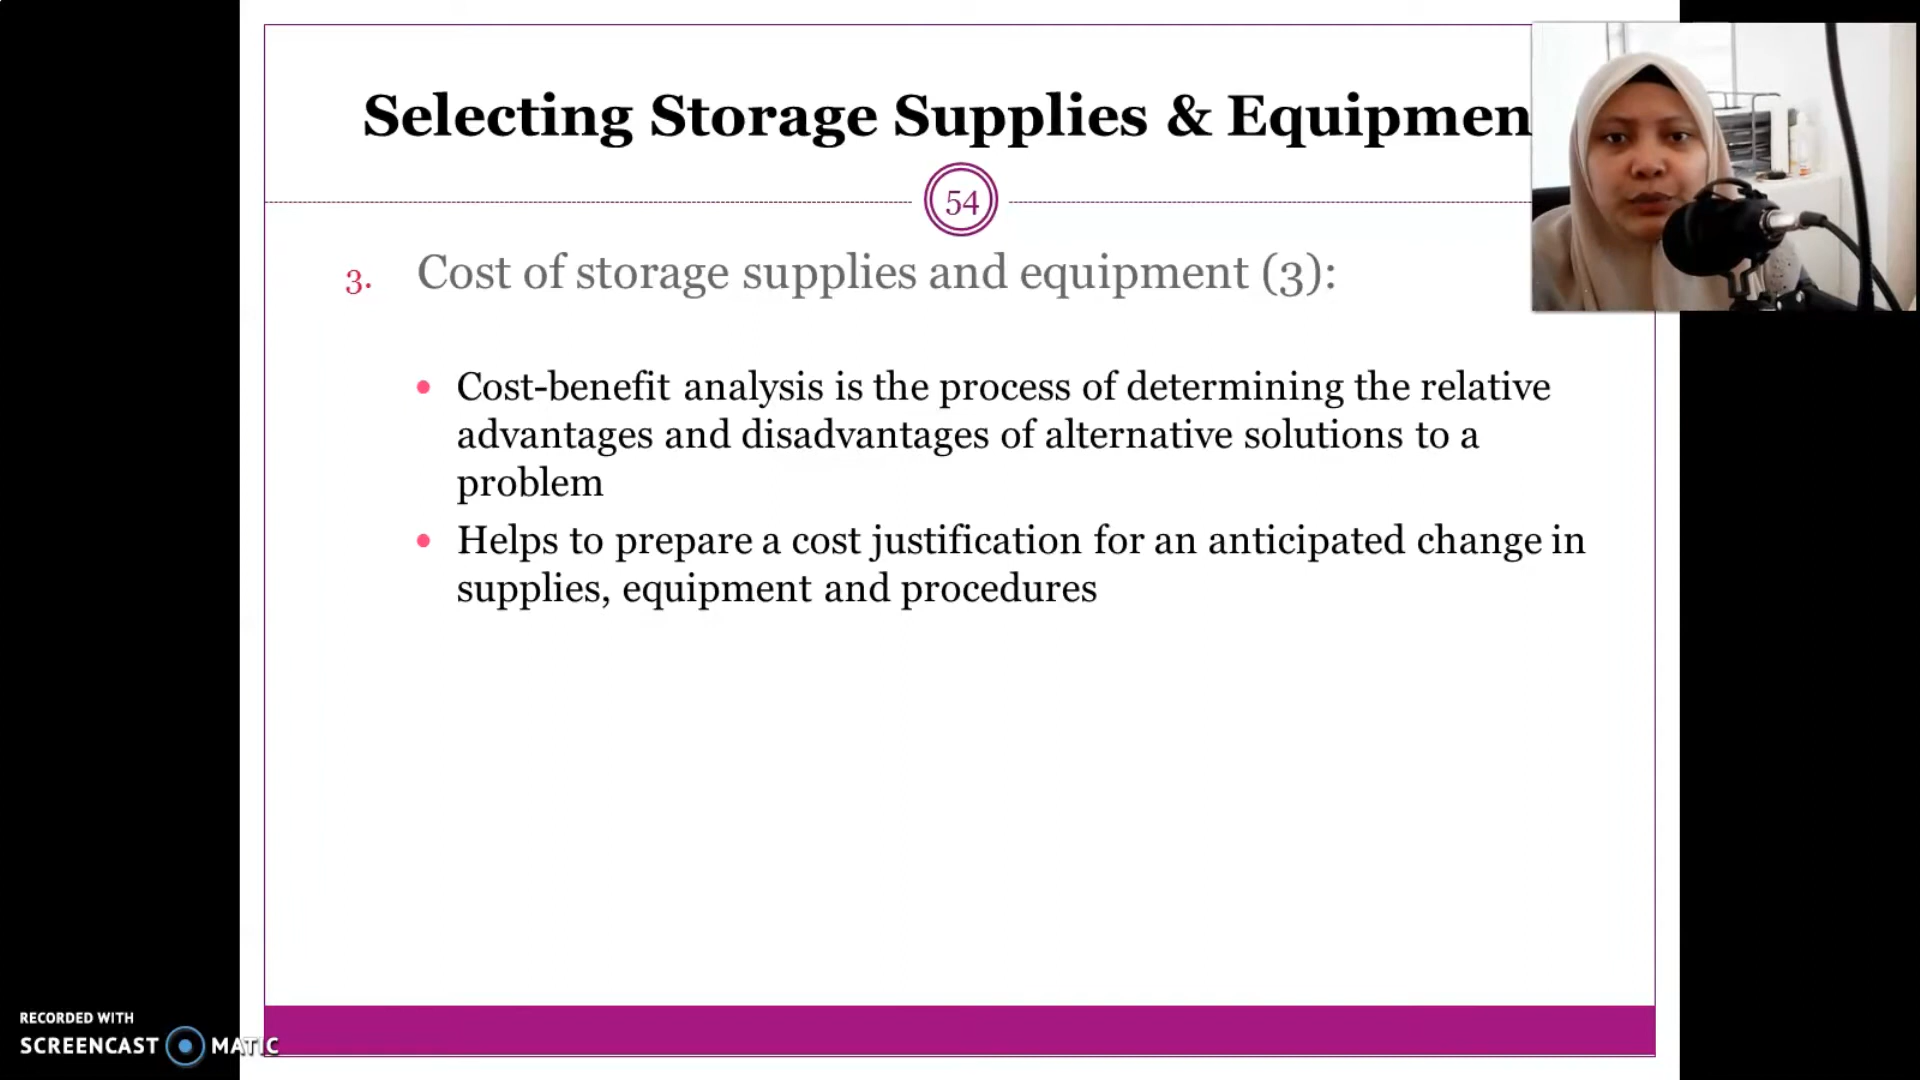 Selecting Storage Supplies & Equipmen
54
3. Cost of storage supplies and equipment (3):
• Cost-benefit analysis is the process of determining the relative
advantages and disadvantages of alternative solutions to a
problem
• Helps to prepare a cost justification for an anticipated change in
supplies, equipment and procedures
RECORDED WITH
SCREENCAST MATIC